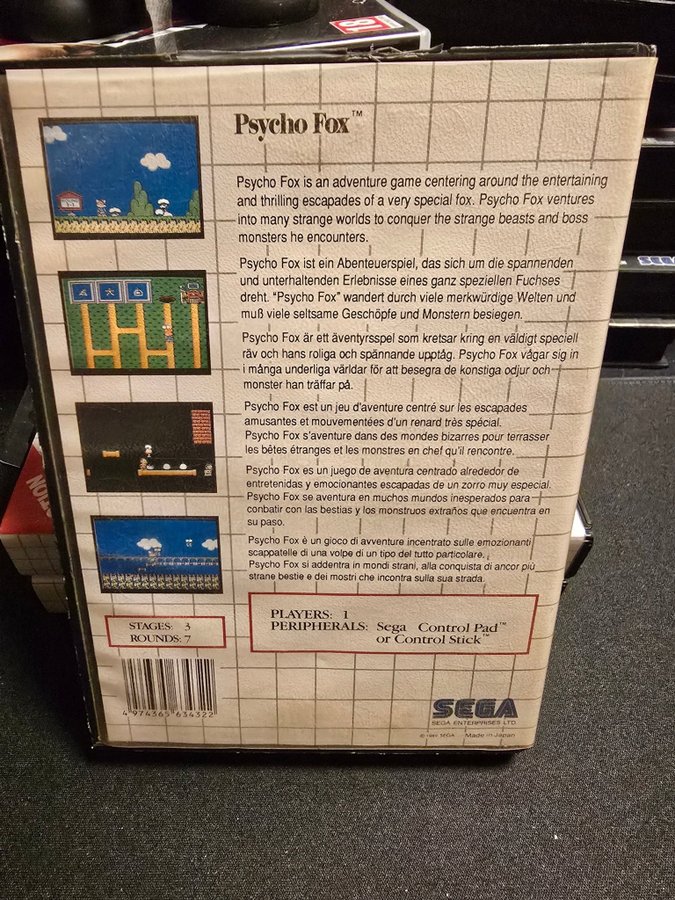 18
Psycho Fox™
Psycho Fox is an adventure game centering around the entertaining
and thrilling escapades of a very special fox. Psycho Fox ventures
into many strange worlds to conquer the strange beasts and boss
monsters he encounters.
Psycho Fox ist ein Abenteuerspiel, das sich um die spannenden
und unterhaltenden Erlebnisse eines ganz speziellen Fuchses
dreht. “Psycho Fox” wandert durch viele merkwürdige Welten und
muß viele seltsame Geschöpfe und Monstern besiegen.
Psycho Fox är ett äventyrsspel som kretsar kring en väldigt speciell
räv och hans roliga och spännande upptåg. Psycho Fox vågar sig in
i många underliga världar för att besegra de konstiga odjur och
monster han träffar på.
Psycho Fox est un jeu d'aventure centré sur les escapades
amusantes et mouvementées d'un renard très spécial.
Psycho Fox s'aventure dans des mondes bizarres pour terrasser
les bêtes étranges et les monstres en chef qu'il rencontre.
Psycho Fox es un juego de aventura centrado alrededor de
entretenidas y emocionantes escapadas de un zorro muy especial.
Psycho Fox se aventura en muchos mundos inesperados para
conbatir con las bestias y los monstruos extraños que encuentra en
su paso.
Psycho Fox è un gioco di avventure incentrato sulle emozionanti
scappatelle di una volpe di un tipo del tutto particolare.
Psycho Fox si addentra in mondi strani, alla conquista di ancor più
strane bestie e dei mostri che incontra sulla sua strada.
STAGES: 3
ROUNDS: 7
PLAYERS: 1
PERIPHERALS: Sega Control Pad™
or Control Stick™
4 974365 634322
SEGA
SEGA ENTERPRISES LTD.
© 1989 SEGA Made in Japan
SEGA